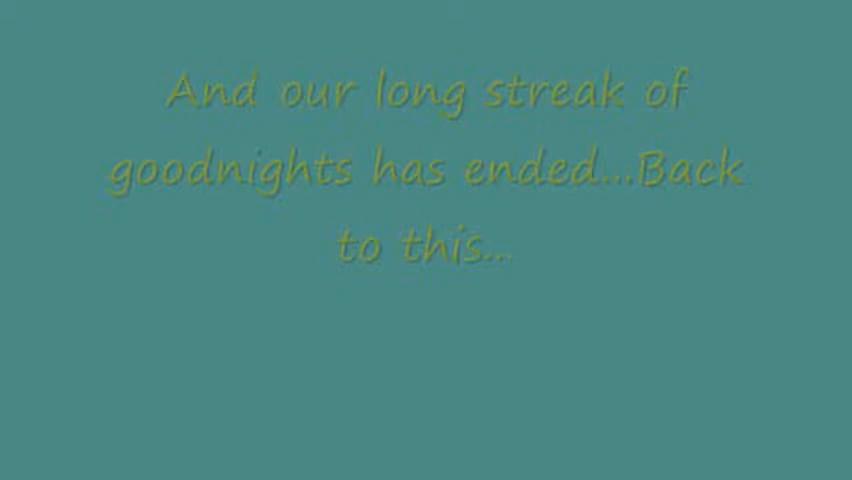 And our long streak of
goodnights has ended...Back
to this...